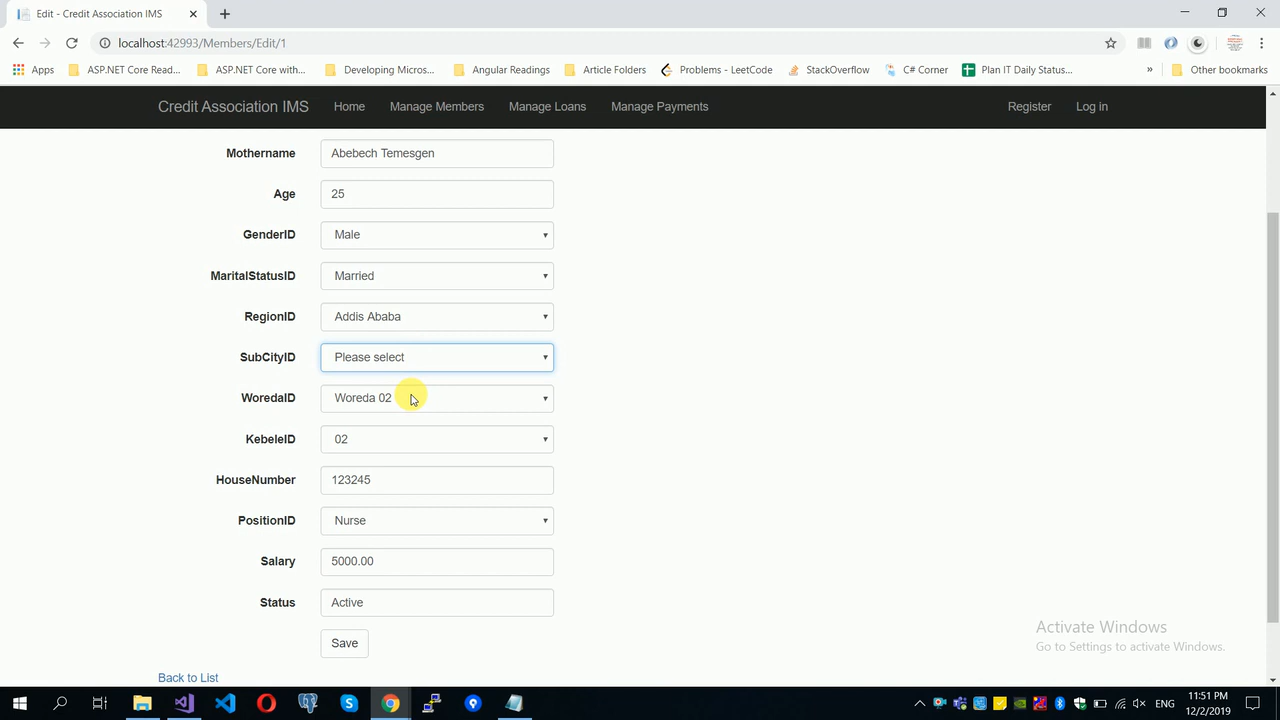 Edit - Credit Association IMS
localhost:42993/Members/Edit/1
Apps ASP.NET Core Read... ASP.NET Core with... Developing Micros... Angular Readings Article Folders Problems - LeetCode StackOverflow C# Corner Plan IT Daily Status... » Other bookmarks
Credit Association IMS Home Manage Members Manage Loans Manage Payments Register Log in
Mothername Abebech Temesgen
Age 25
GenderID Male
MaritalStatusID Married
RegionID Addis Ababa
SubCityID Please select
WoredaID Woreda 02
KebeleID 02
HouseNumber 123245
PositionID Nurse
Salary 5000.00
Status Active
Save
Back to List
Activate Windows
Go to Settings to activate Windows.
ENG
11:51 PM
12/2/2019